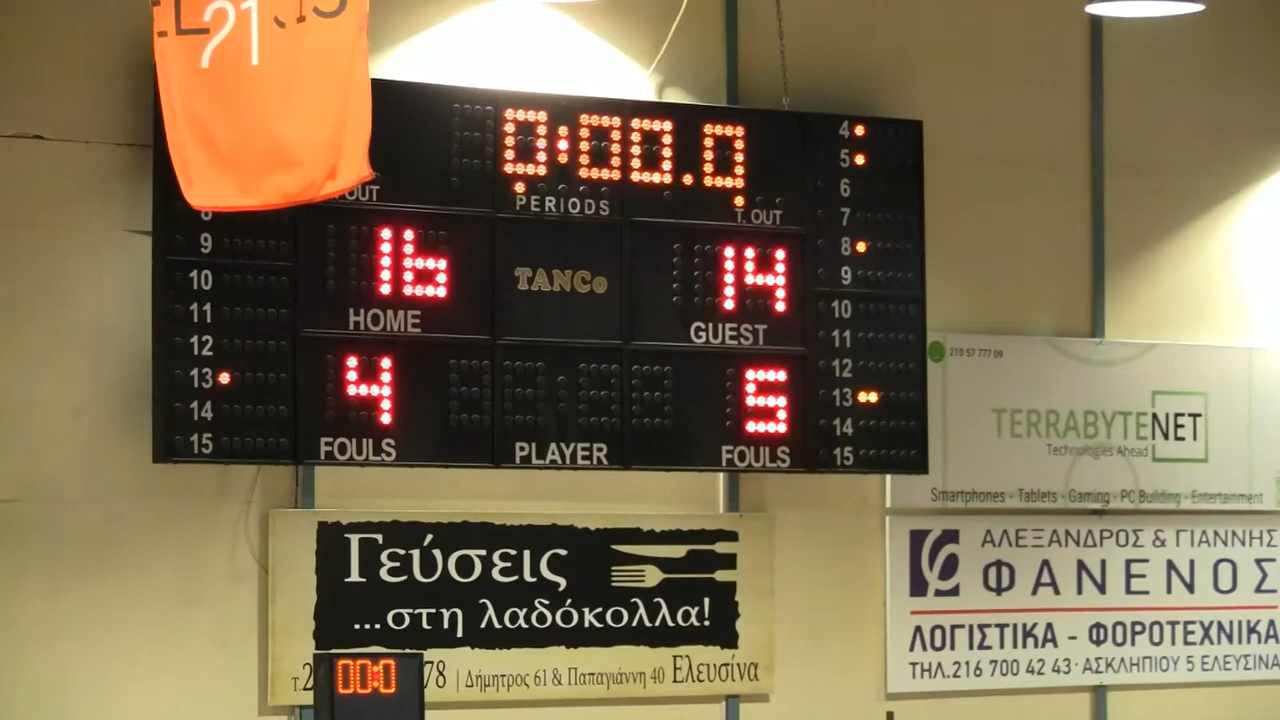 21
0:00.0
OUT
PERIODS
T. OUT
8
9
10
11
12
13
14
15
16
HOME
TANCo
14
GUEST
4
FOULS
PLAYER
5
FOULS
4
5
6
7
8
9
10
11
12
13
14
15
210 57 777 09
TERRABYTENET
Technologies Ahead
Smartphones - Tablets - Gaming - PC Building - Entertainment
Γεύσεις
...στη λαδόκολλα!
78 | Δήμητρος 61 & Παπαγιάννη 40 Ελευσίνα
00:0
ΑΛΕΞΑΝΔΡΟΣ & ΓΙΑΝΝΗΣ
ΦΑΝΕΝΟΣ
ΛΟΓΙΣΤΙΚΑ - ΦΟΡΟΤΕΧΝΙΚΑ
ΤΗΛ.216 700 42 43 · ΑΣΚΛΗΠΙΟΥ 5 ΕΛΕΥΣΙΝΑ